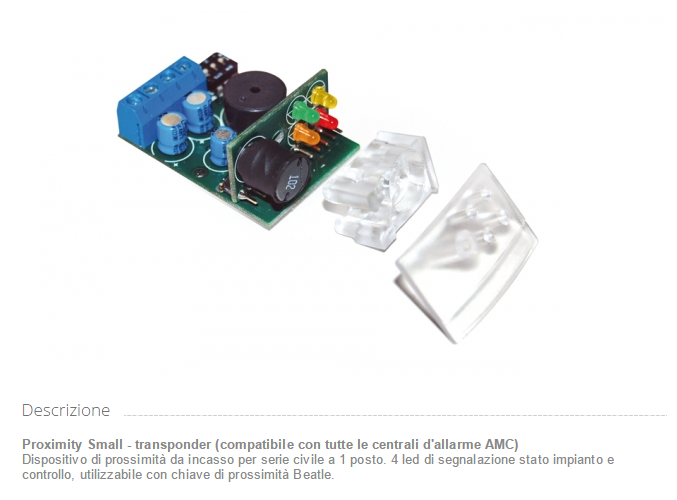 102
Descrizione
Proximity Small - transponder (compatibile con tutte le centrali d'allarme AMC)
Dispositivo di prossimità da incasso per serie civile a 1 posto. 4 led di segnalazione stato impianto e
controllo, utilizzabile con chiave di prossimità Beatle.